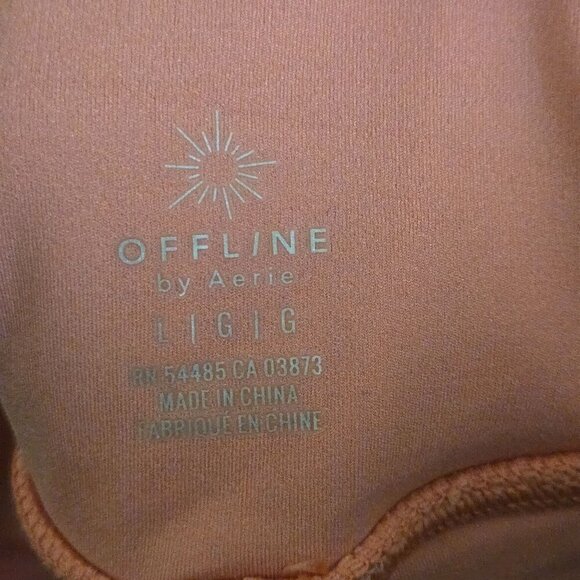 OFFLINE
by Aerie
L | G | G
RN 54485 CA 03873
MADE IN CHINA
FABRIQUÉ EN CHINE